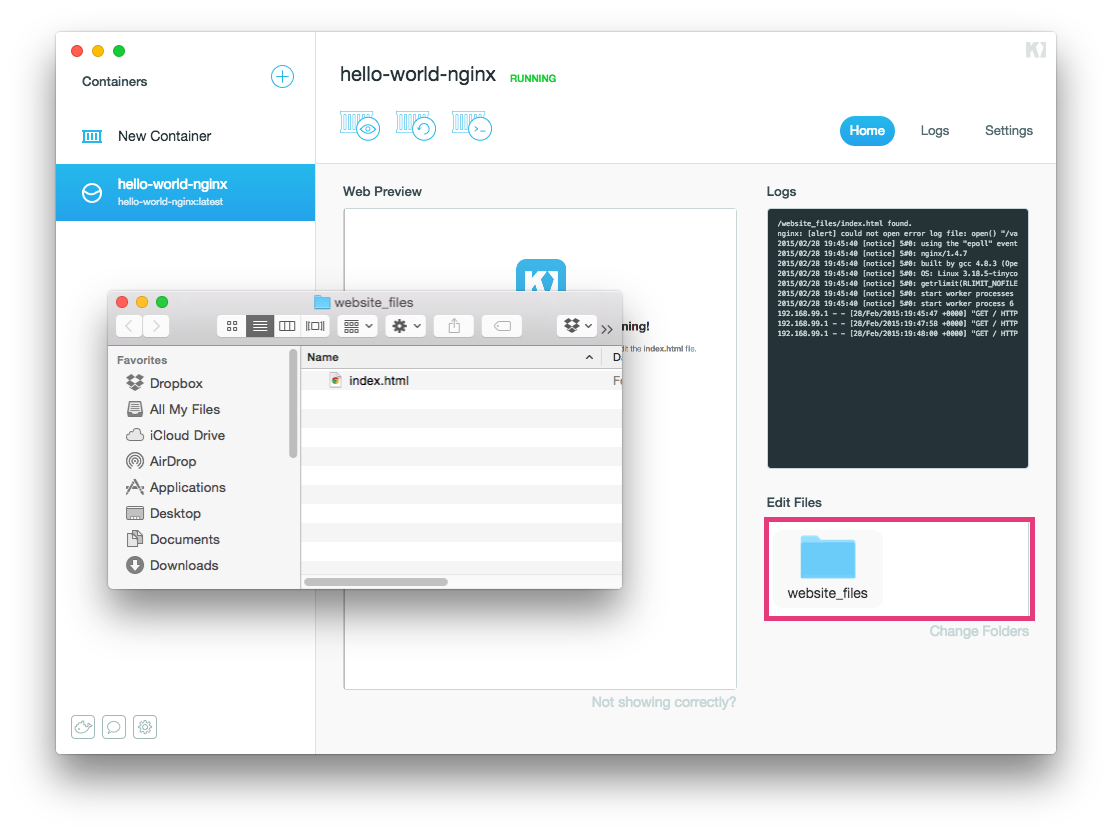 Containers
New Container
hello-world-nginx
hello-world-nginx:latest
hello-world-nginx RUNNING
Home Logs Settings
Web Preview
ning!
dit the index.html file.
Not showing correctly?
website_files
Favorites
Dropbox
All My Files
iCloud Drive
AirDrop
Applications
Desktop
Documents
Downloads
Name
index.html
Logs
/website_files/index.html found.
nginx: [alert] could not open error log file: open() "/va
2015/02/28 19:45:40 [notice] 5#0: using the "epoll" event
2015/02/28 19:45:40 [notice] 5#0: nginx/1.4.7
2015/02/28 19:45:40 [notice] 5#0: built by gcc 4.8.3 (Ope
2015/02/28 19:45:40 [notice] 5#0: OS: Linux 3.18.5-tinyco
2015/02/28 19:45:40 [notice] 5#0: getrlimit(RLIMIT_NOFILE
2015/02/28 19:45:40 [notice] 5#0: start worker processes
2015/02/28 19:45:40 [notice] 5#0: start worker process 6
192.168.99.1 - - [28/Feb/2015:19:45:47 +0000] "GET / HTTP
192.168.99.1 - - [28/Feb/2015:19:47:58 +0000] "GET / HTTP
192.168.99.1 - - [28/Feb/2015:19:48:00 +0000] "GET / HTTP
Edit Files
website_files
Change Folders